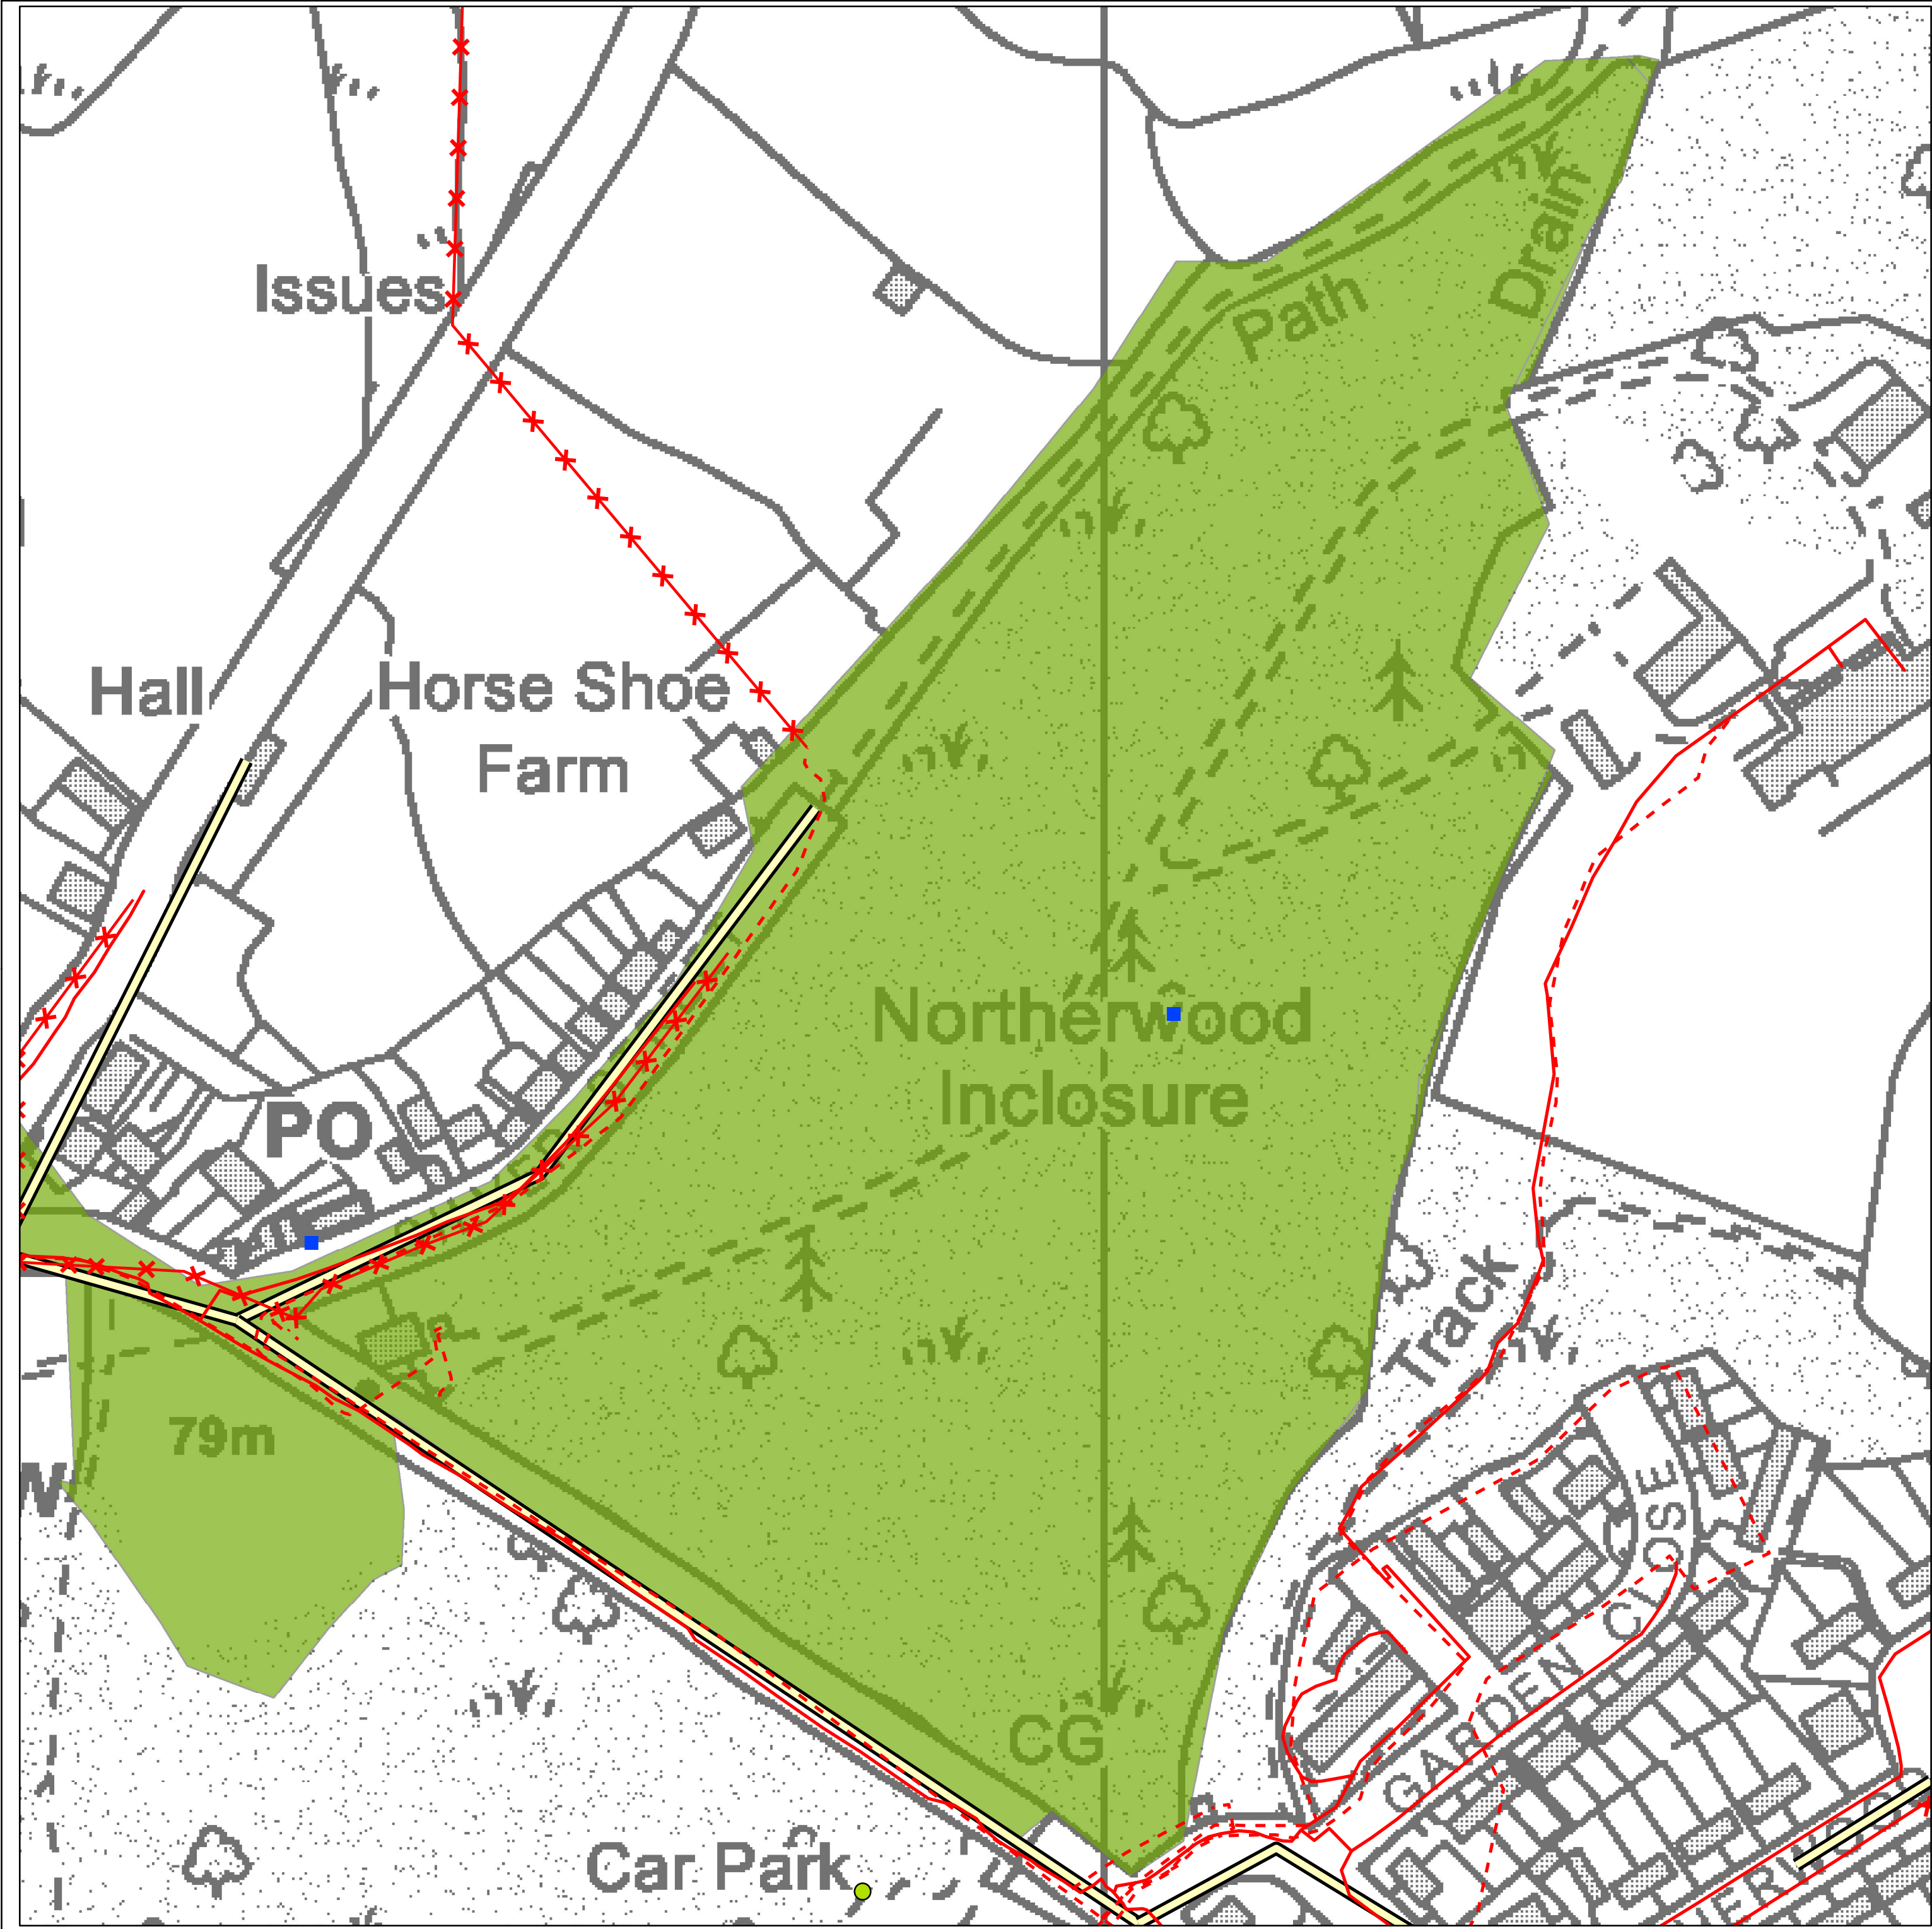 Issues
Path
Drain
Hall
Horse Shoe
Farm
Northerwood
Inclosure
PO
Track
79m
W
CLOSE
GARDEN
CG
Car Park